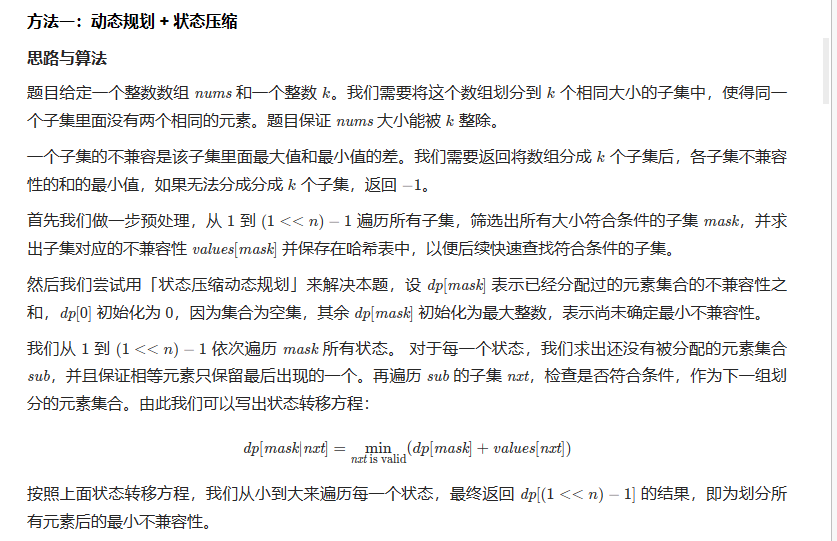 方法一：动态规划 + 状态压缩
思路与算法
题目给定一个整数数组 nums 和一个整数 k。我们需要将这个数组划分到 k 个相同大小的子集中，使得同一
个子集里面没有两个相同的元素。题目保证 nums 大小能被 k 整除。
一个子集的不兼容是该子集里面最大值和最小值的差。我们需要返回将数组分成 k 个子集后，各子集不兼容
性的和的最小值，如果无法分成分成 k 个子集，返回 −1。
首先我们做一步预处理，从 1 到 (1 << n) − 1 遍历所有子集，筛选出所有大小符合条件的子集 mask，并求
出子集对应的不兼容性 values[mask] 并保存在哈希表中，以便后续快速查找符合条件的子集。
然后我们尝试用「状态压缩动态规划」来解决本题，设 dp[mask] 表示已经分配过的元素集合的不兼容性之
和，dp[0] 初始化为 0，因为集合为空集，其余 dp[mask] 初始化为最大整数，表示尚未确定最小不兼容性。
我们从 1 到 (1 << n) − 1 依次遍历 mask 所有状态。 对于每一个状态，我们求出还没有被分配的元素集合
sub，并且保证相等元素只保留最后出现的一个。再遍历 sub 的子集 nxt，检查是否符合条件，作为下一组划
分的元素集合。由此我们可以写出状态转移方程：
dp[mask|nxt] = min nxt is valid (dp[mask] + values[nxt])
按照上面状态转移方程，我们从小到大来遍历每一个状态，最终返回 dp[(1 << n) − 1] 的结果，即为划分所
有元素后的最小不兼容性。